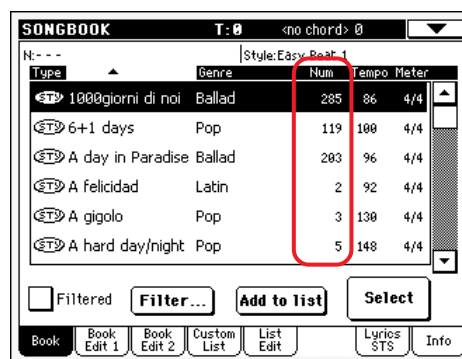 SONGBOOK T:0 <no chord> 0
N:--- Style:Easy Beat 1
Type Genre Num Tempo Meter
STY 1000giorni di noi Ballad 285 86 4/4
STY 6+1 days Pop 119 100 4/4
STY A day in Paradise Ballad 203 96 4/4
STY A felicidad Latin 2 92 4/4
STY A gigolo Pop 3 130 4/4
STY A hard day/night Pop 5 148 4/4
Filtered Filter... Add to list Select
Book Book Edit 1 Book Edit 2 Custom List List Edit Lyrics STS Info